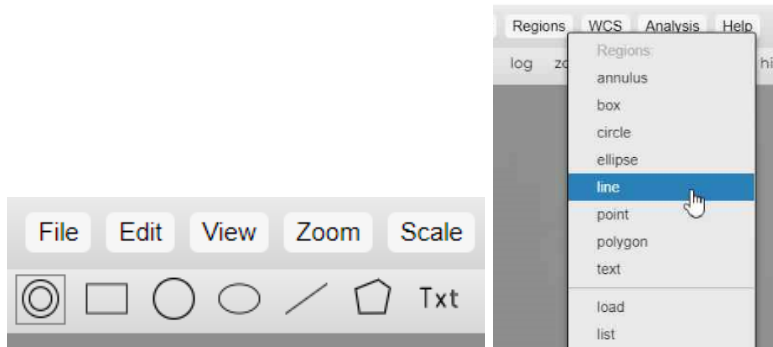 File Edit View Zoom Scale
Txt
Regions WCS Analysis Help
log
Regions:
annulus
box
circle
ellipse
line
point
polygon
text
load
list